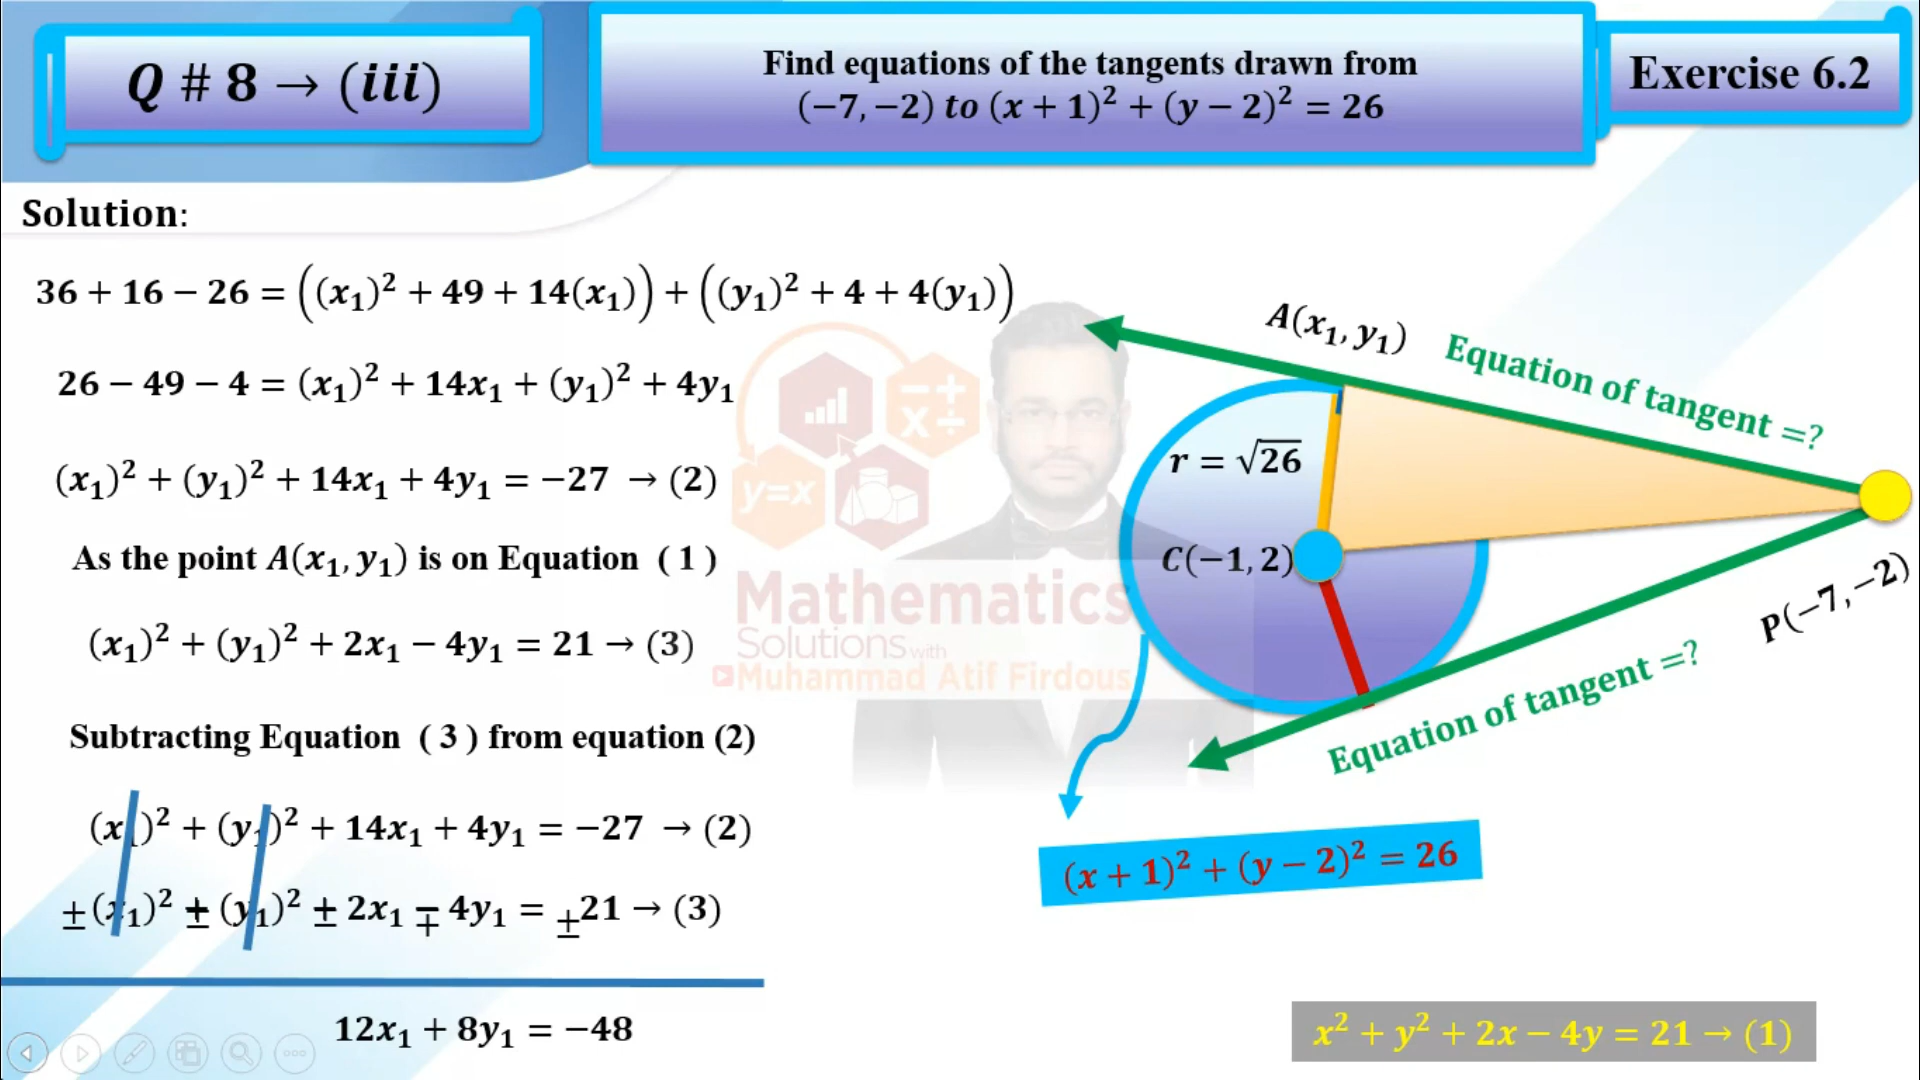 Q # 8 → (iii)
Find equations of the tangents drawn from
(−7, −2) to (x + 1)² + (y − 2)² = 26
Exercise 6.2
Solution:
36 + 16 − 26 = ((x₁)² + 49 + 14(x₁)) + ((y₁)² + 4 + 4(y₁))
26 − 49 − 4 = (x₁)² + 14x₁ + (y₁)² + 4y₁
(x₁)² + (y₁)² + 14x₁ + 4y₁ = −27 → (2)
As the point A(x₁, y₁) is on Equation ( 1 )
(x₁)² + (y₁)² + 2x₁ − 4y₁ = 21 → (3)
Subtracting Equation ( 3 ) from equation (2)
(x₁)² + (y₁)² + 14x₁ + 4y₁ = −27 → (2)
±(x₁)² ± (y₁)² ± 2x₁ ∓ 4y₁ = ±21 → (3)
12x₁ + 8y₁ = −48
A(x₁, y₁)
Equation of tangent =?
r = √26
C(−1, 2)
P(−7, −2)
Equation of tangent =?
(x + 1)² + (y − 2)² = 26
x² + y² + 2x − 4y = 21 → (1)
y=x
Mathematics
Solutions with
Muhammad Atif Firdous